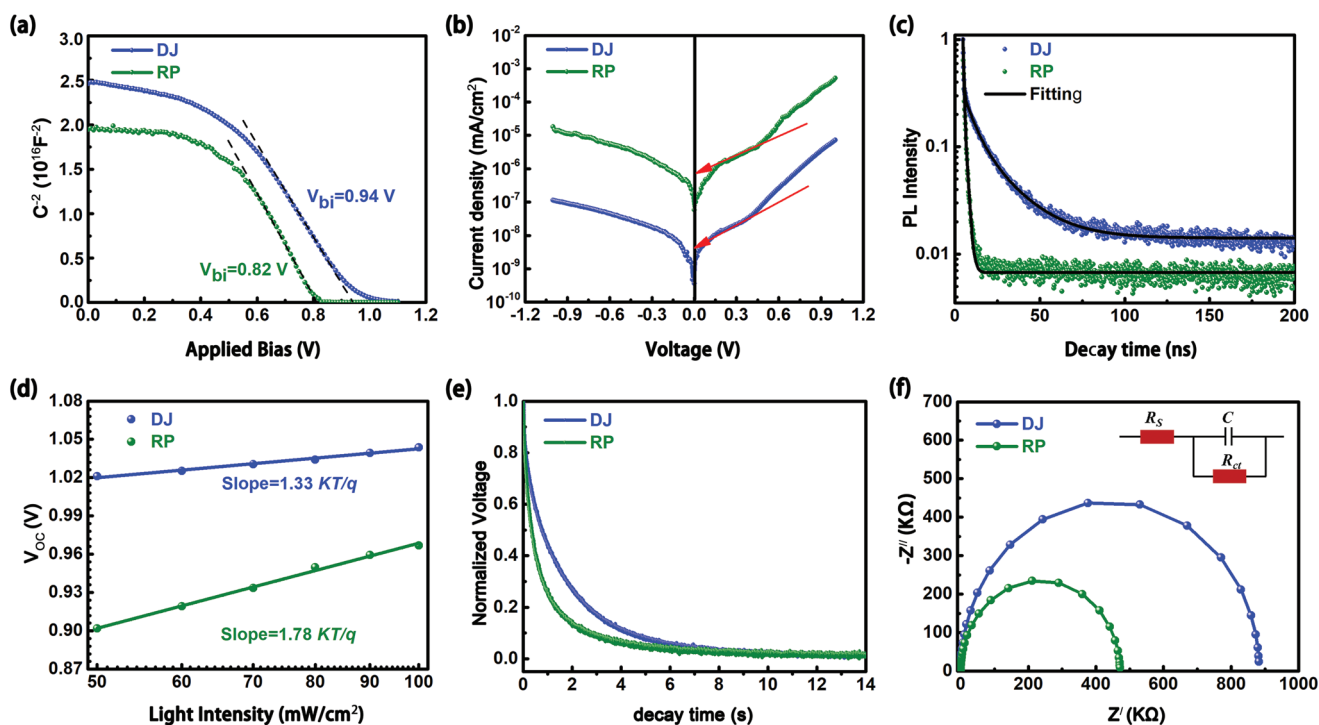 (a)
3.0
2.5
2.0
1.5
1.0
0.5
0.0
C⁻² (10¹⁶F⁻²)
DJ
RP
V_bi=0.94 V
V_bi=0.82 V
0.0 0.2 0.4 0.6 0.8 1.0 1.2
Applied Bias (V)
(b)
10⁻²
10⁻³
10⁻⁴
10⁻⁵
10⁻⁶
10⁻⁷
10⁻⁸
10⁻⁹
10⁻¹⁰
Current density (mA/cm²)
DJ
RP
-1.2 -0.9 -0.6 -0.3 0.0 0.3 0.6 0.9 1.2
Voltage (V)
(c)
1
0.1
0.01
PL Intensity
DJ
RP
Fitting
0 50 100 150 200
Decay time (ns)
(d)
1.08
1.05
1.02
0.99
0.96
0.93
0.90
0.87
V_OC (V)
DJ
RP
Slope=1.33 KT/q
Slope=1.78 KT/q
50 60 70 80 90 100
Light Intensity (mW/cm²)
(e)
1.0
0.8
0.6
0.4
0.2
0.0
Normalized Voltage
DJ
RP
0 2 4 6 8 10 12 14
decay time (s)
(f)
700
600
500
400
300
200
100
0
-Z′′ (KΩ)
DJ
RP
R_S
C
R_ct
0 200 400 600 800 1000
Z′ (KΩ)